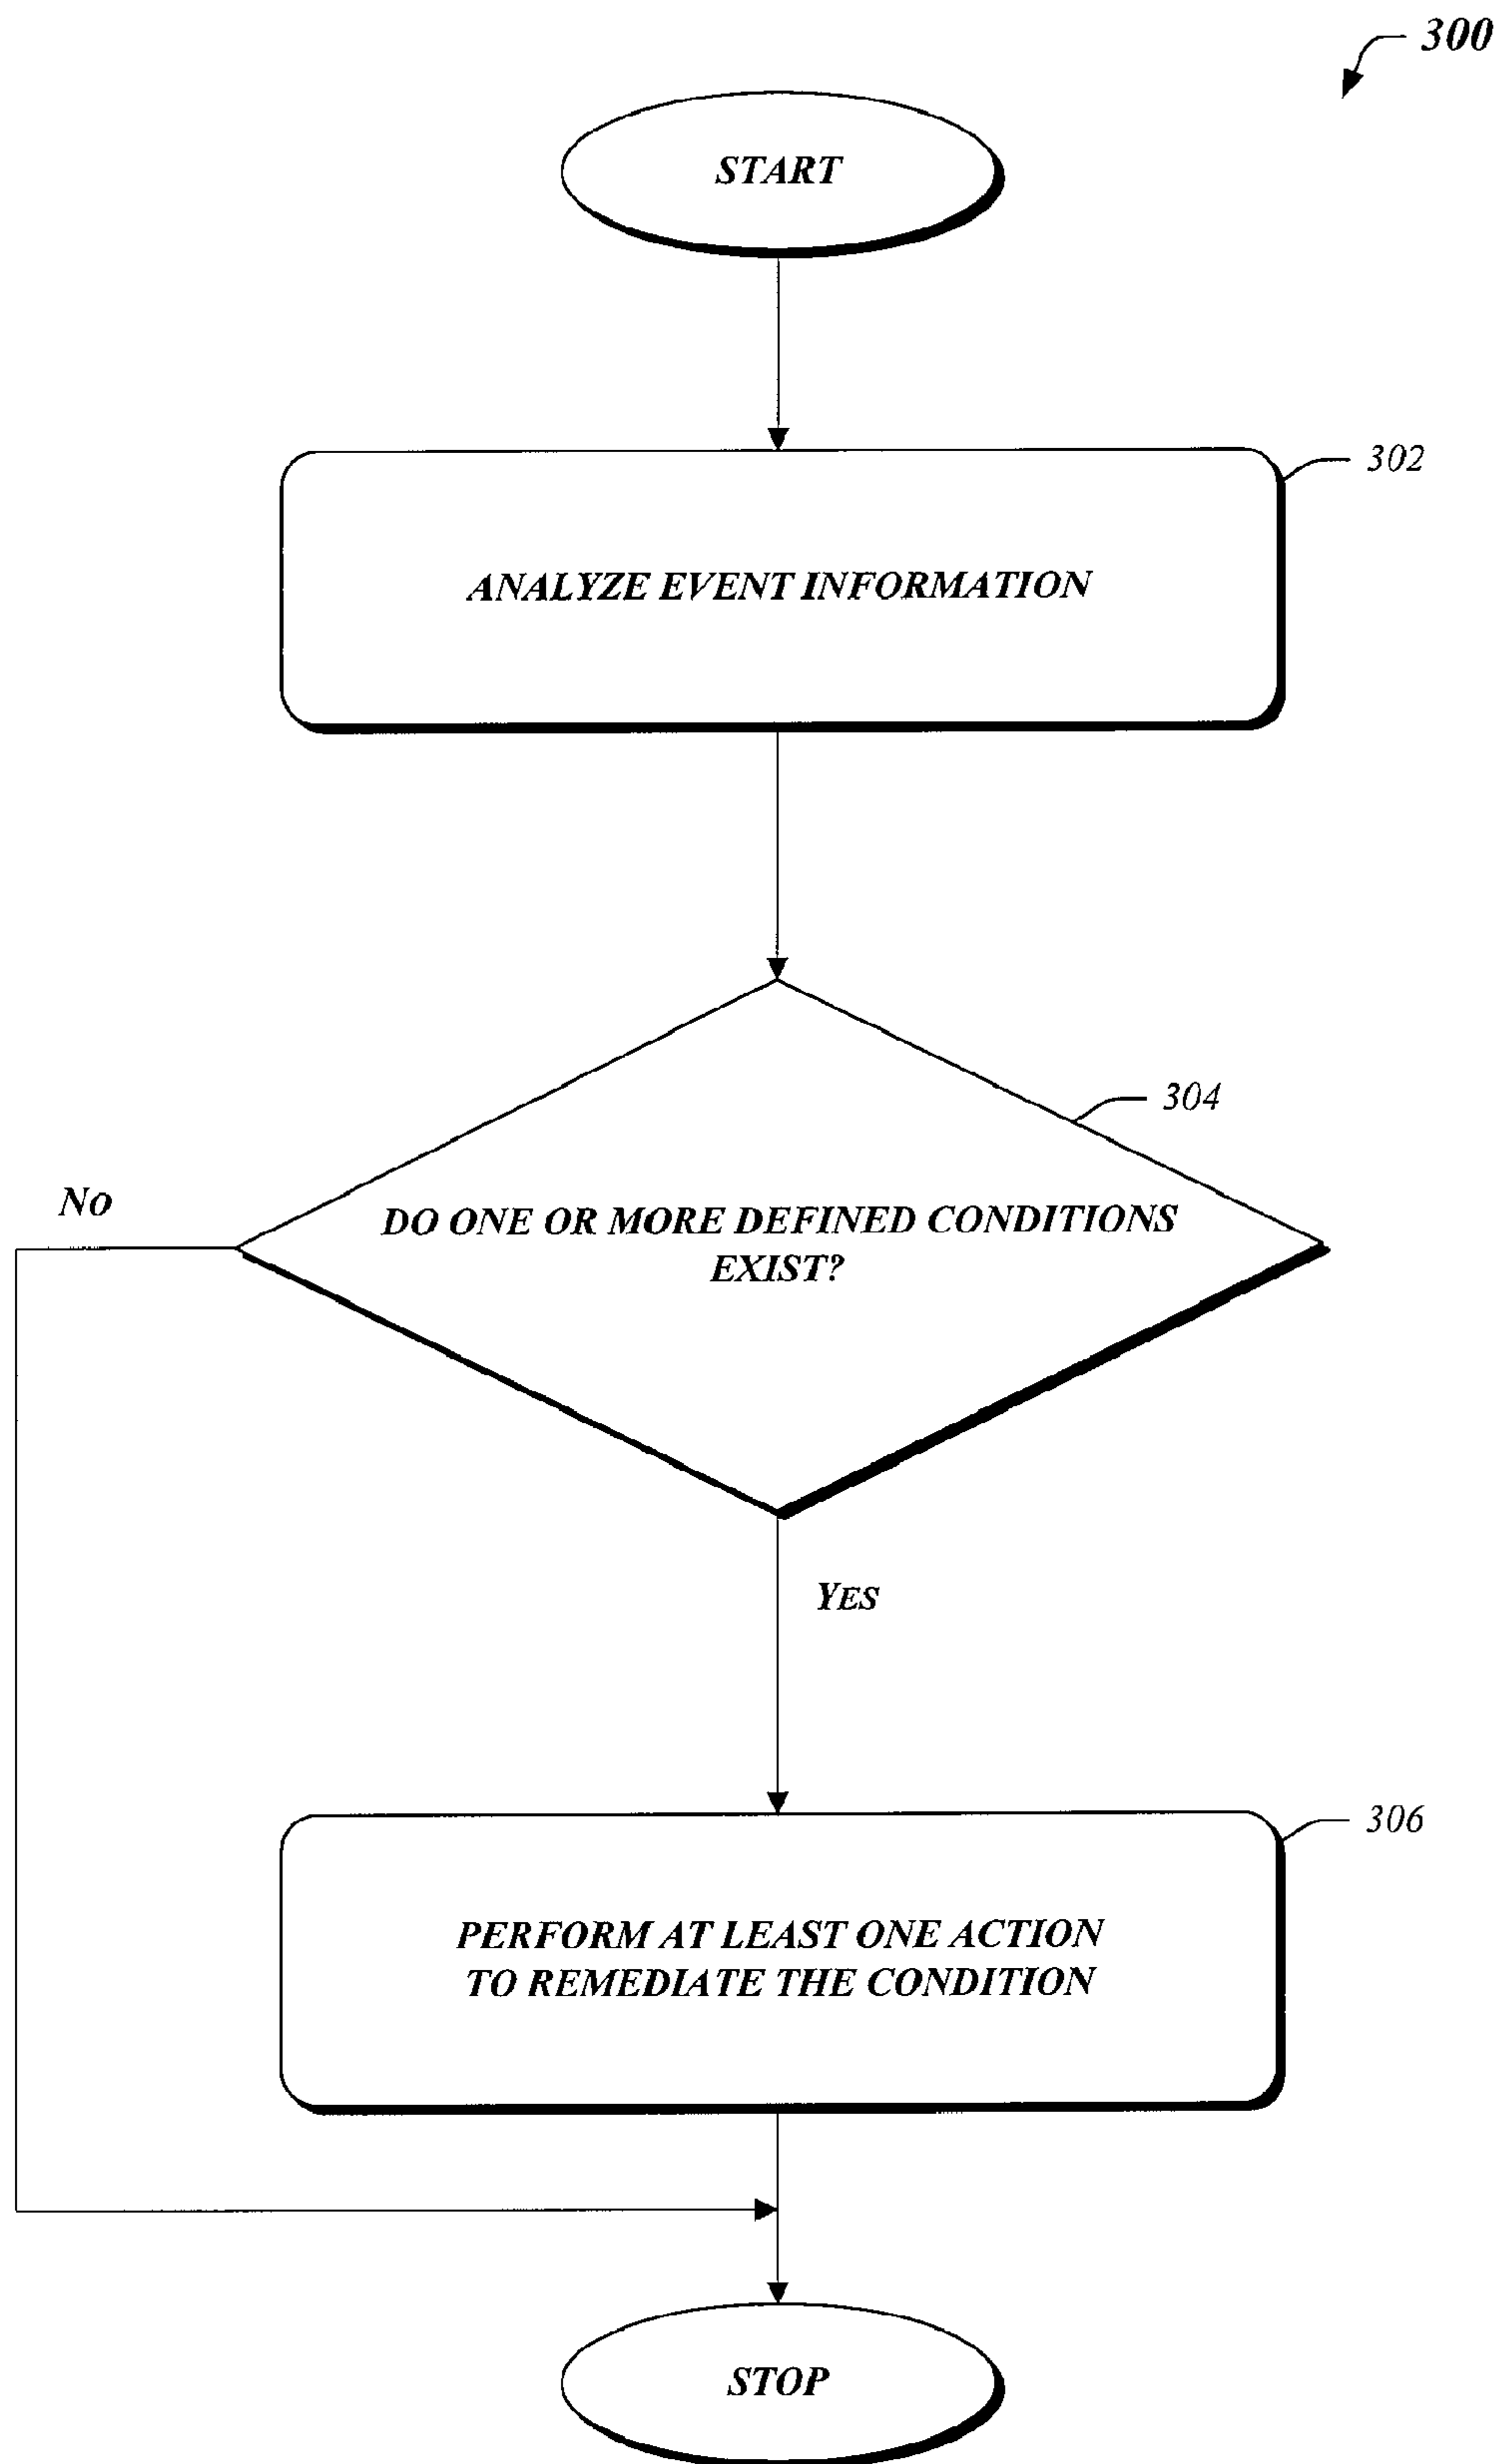 300
START
302
ANALYZE EVENT INFORMATION
304
NO
DO ONE OR MORE DEFINED CONDITIONS
EXIST?
YES
306
PERFORM AT LEAST ONE ACTION
TO REMEDIATE THE CONDITION
STOP